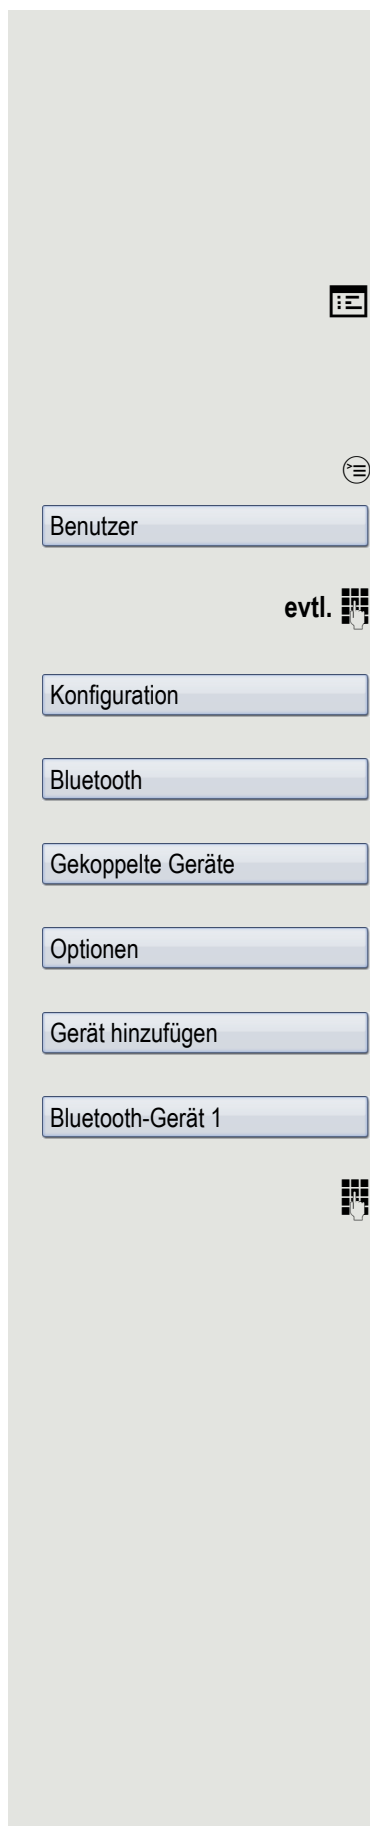 Benutzer
evtl.
Konfiguration
Bluetooth
Gekoppelte Geräte
Optionen
Gerät hinzufügen
Bluetooth-Gerät 1